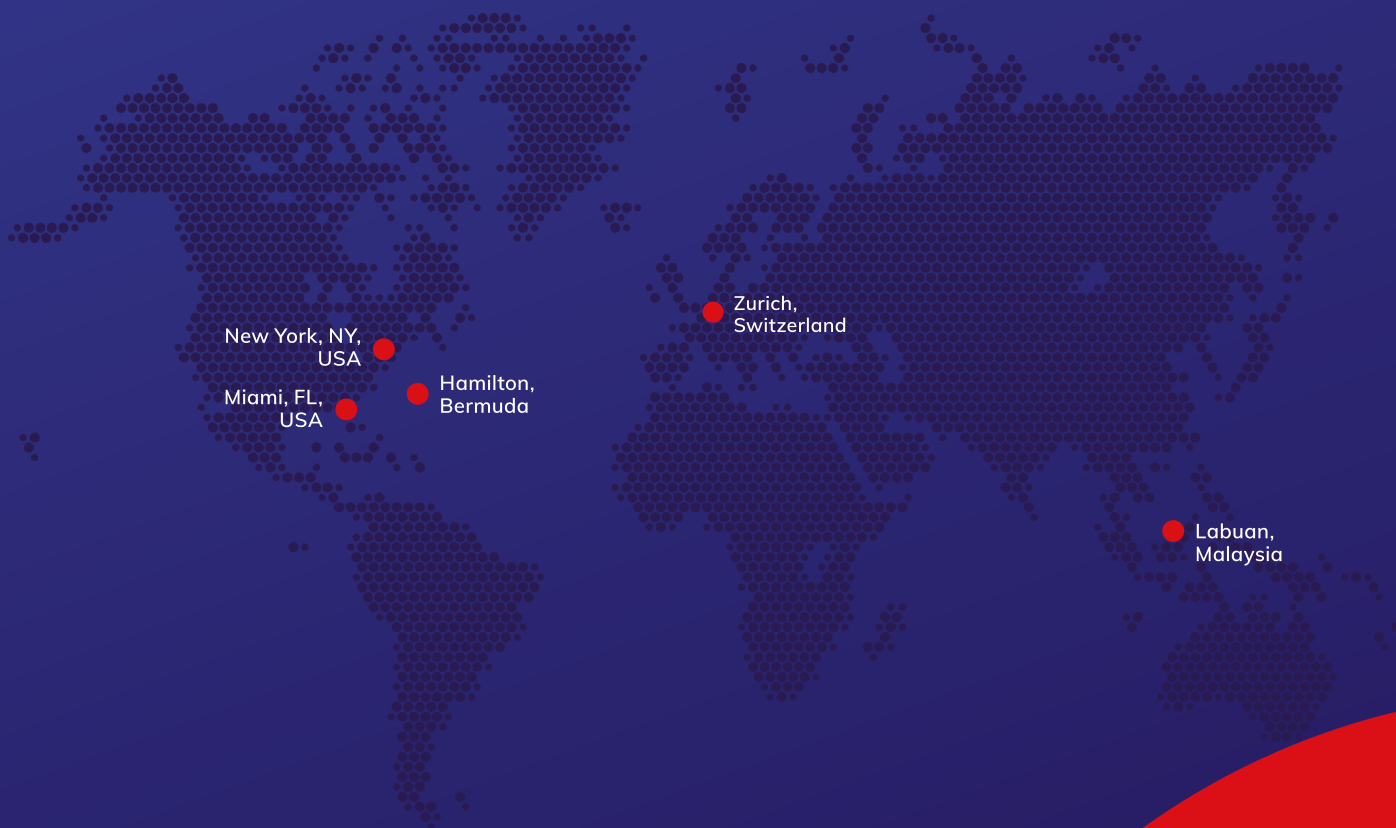 Zurich,
Switzerland
New York, NY,
USA
Hamilton,
Bermuda
Miami, FL,
USA
Labuan,
Malaysia